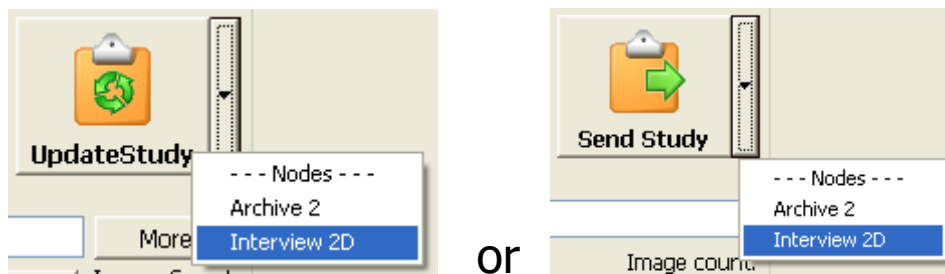 UpdateStudy
- - - Nodes - - -
Archive 2
Interview 2D
More
or
Send Study
- - - Nodes - - -
Archive 2
Interview 2D
Image count: